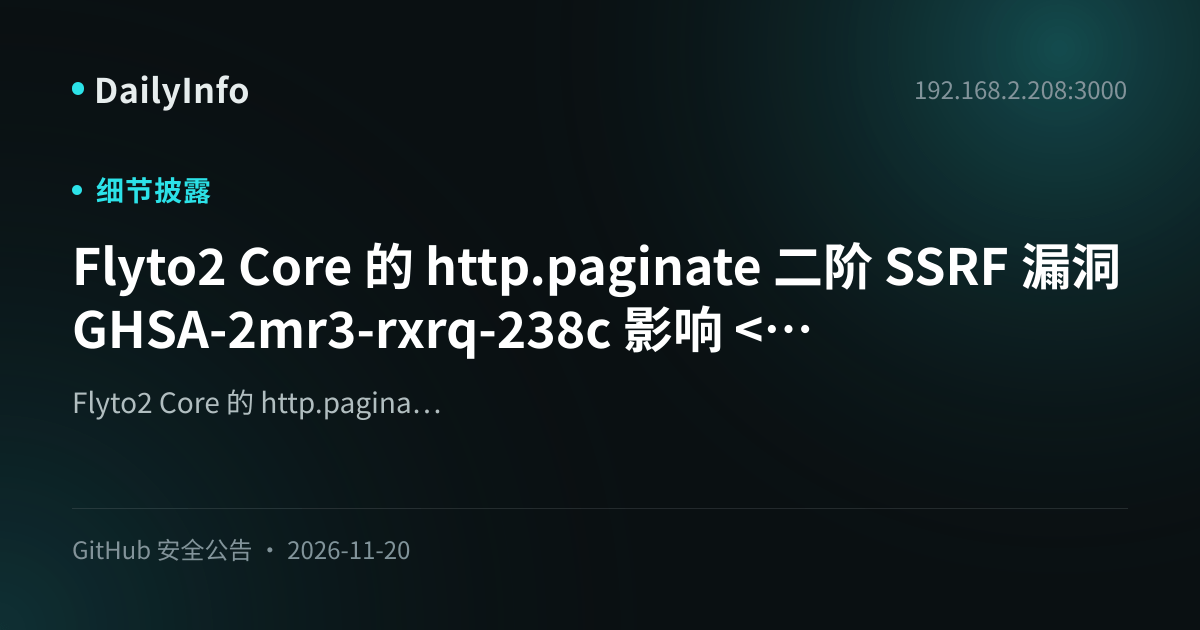 DailyInfo
192.168.2.208:3000
细节披露
Flyto2 Core 的 http.paginate 二阶 SSRF 漏洞
GHSA-2mr3-rxrq-238c 影响 <…
Flyto2 Core 的 http.pagina…
GitHub 安全公告 · 2026-11-20